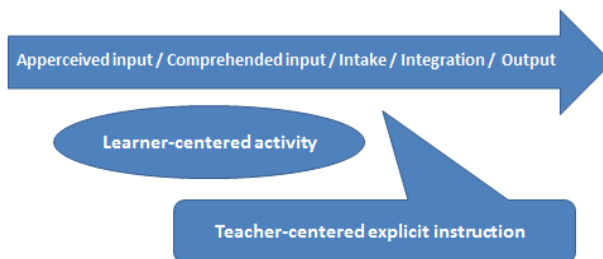 Apperceived input / Comprehended input / Intake / Integration /  Output
Learner-centered activity
Teacher-centered explicit instruction